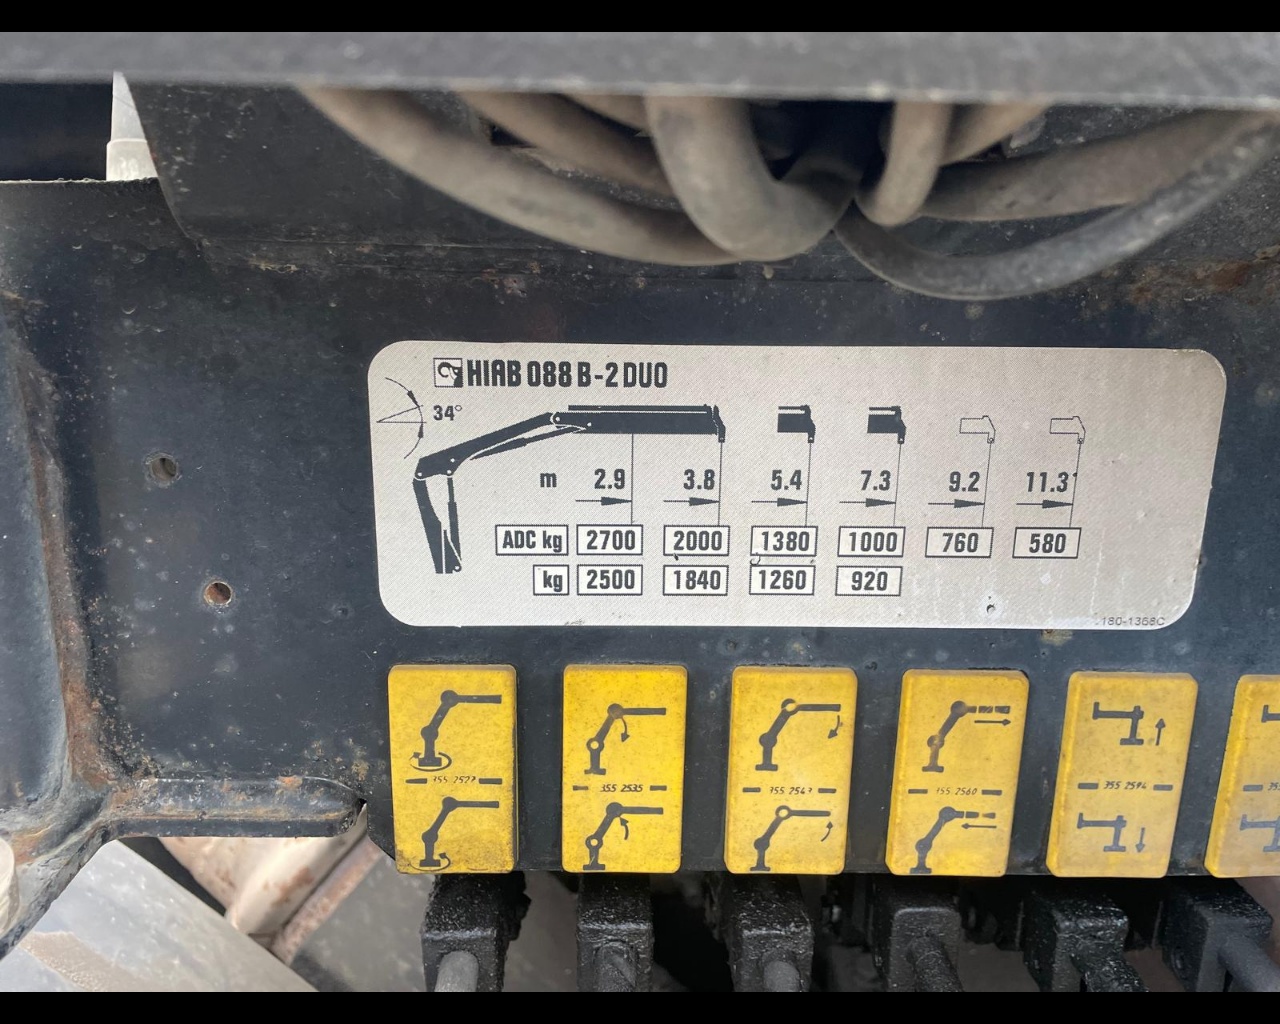 HIAB 088 B-2 DUO
34°
m 2.9 3.8 5.4 7.3 9.2 11.3
ADC kg 2700 2000 1380 1000 760 580
kg 2500 1840 1260 920
180-1368C
355 2527 355 2535 355 2543 355 2560 355 2594